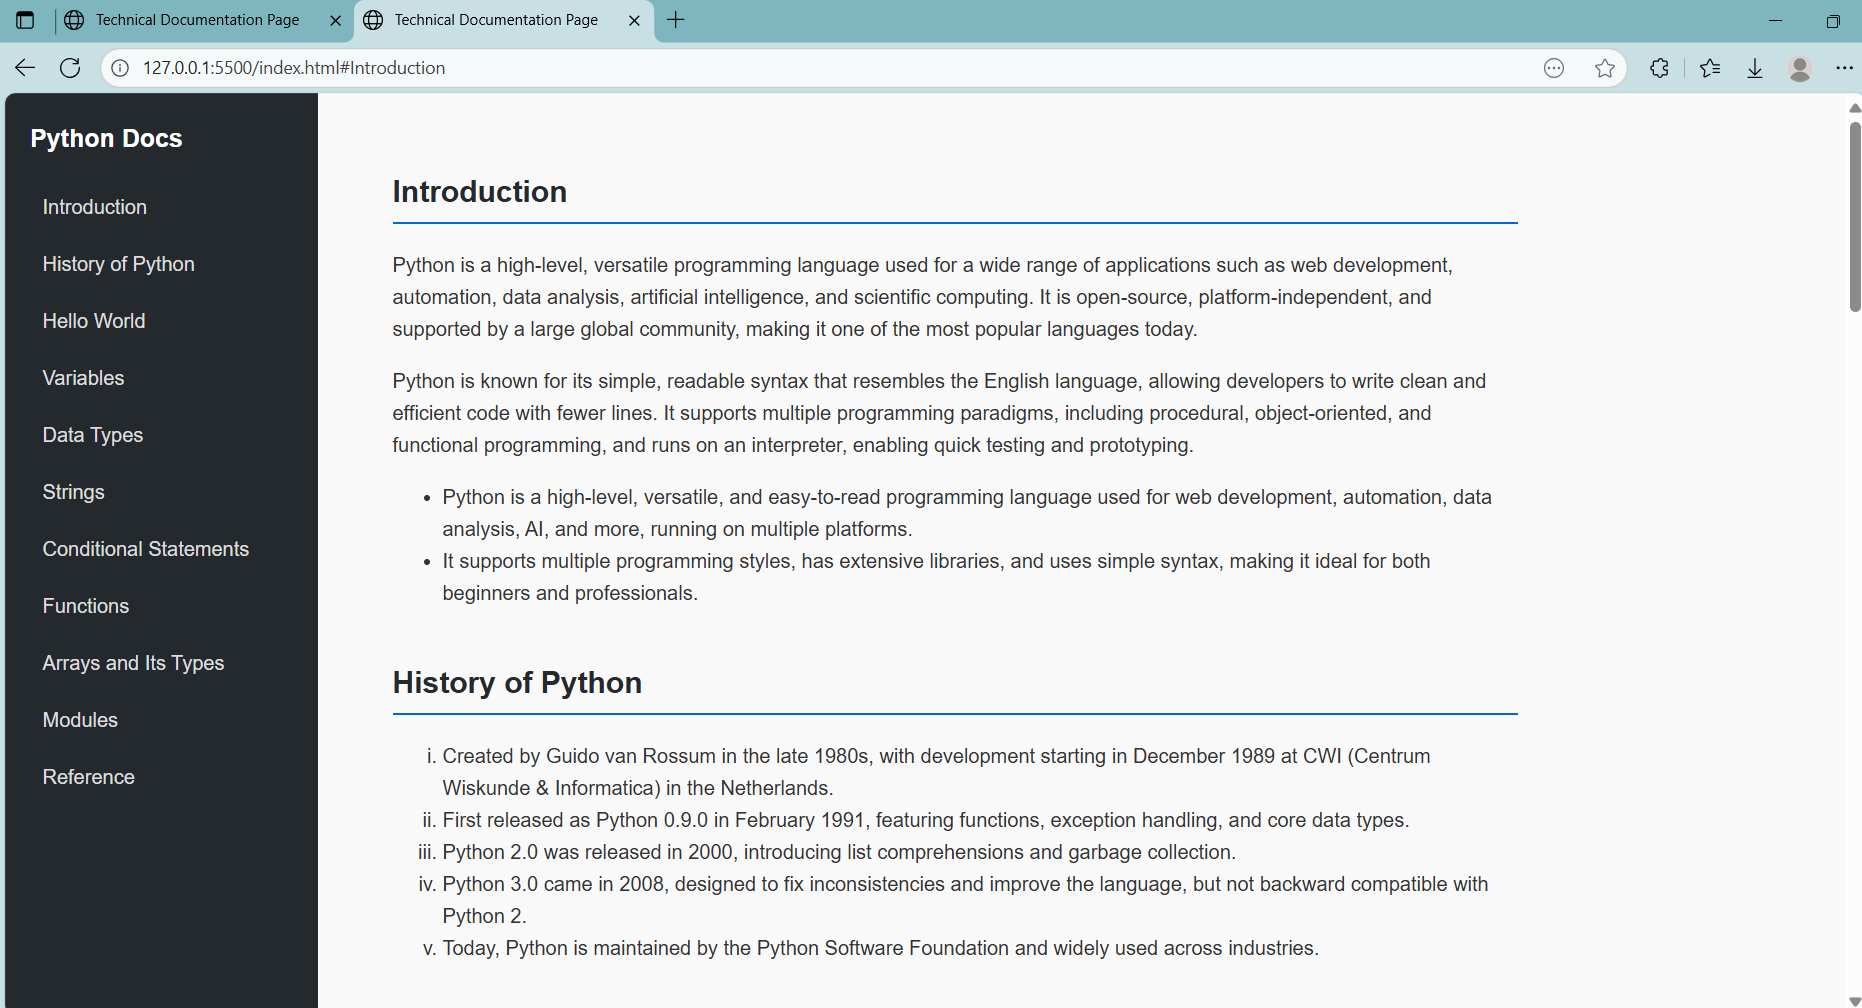 Technical Documentation Page
Technical Documentation Page
127.0.0.1:5500/index.html#Introduction
Python Docs
Introduction
History of Python
Hello World
Variables
Data Types
Strings
Conditional Statements
Functions
Arrays and Its Types
Modules
Reference
Introduction
Python is a high-level, versatile programming language used for a wide range of applications such as web development,
automation, data analysis, artificial intelligence, and scientific computing. It is open-source, platform-independent, and
supported by a large global community, making it one of the most popular languages today.
Python is known for its simple, readable syntax that resembles the English language, allowing developers to write clean and
efficient code with fewer lines. It supports multiple programming paradigms, including procedural, object-oriented, and
functional programming, and runs on an interpreter, enabling quick testing and prototyping.
• Python is a high-level, versatile, and easy-to-read programming language used for web development, automation, data
analysis, AI, and more, running on multiple platforms.
• It supports multiple programming styles, has extensive libraries, and uses simple syntax, making it ideal for both
beginners and professionals.
History of Python
i. Created by Guido van Rossum in the late 1980s, with development starting in December 1989 at CWI (Centrum
Wiskunde & Informatica) in the Netherlands.
ii. First released as Python 0.9.0 in February 1991, featuring functions, exception handling, and core data types.
iii. Python 2.0 was released in 2000, introducing list comprehensions and garbage collection.
iv. Python 3.0 came in 2008, designed to fix inconsistencies and improve the language, but not backward compatible with
Python 2.
v. Today, Python is maintained by the Python Software Foundation and widely used across industries.